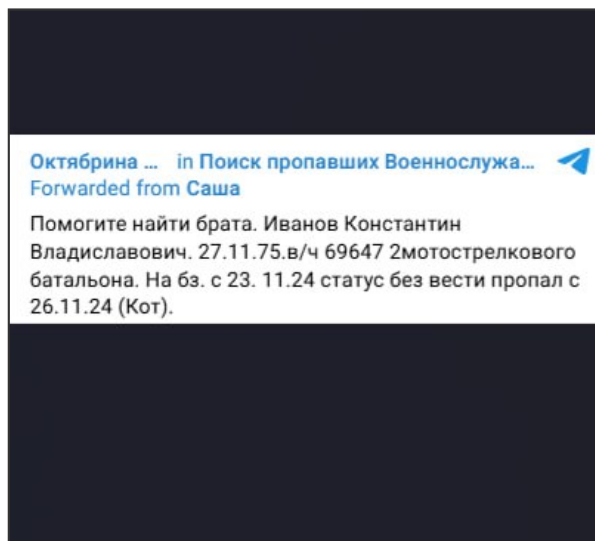 Октябрина ... in Поиск пропавших Военнослужа...
Forwarded from Саша
Помогите найти брата. Иванов Константин
Владиславович. 27.11.75.в/ч 69647 2мотострелкового
батальона. На бз. с 23. 11.24 статус без вести пропал с
26.11.24 (Кот).